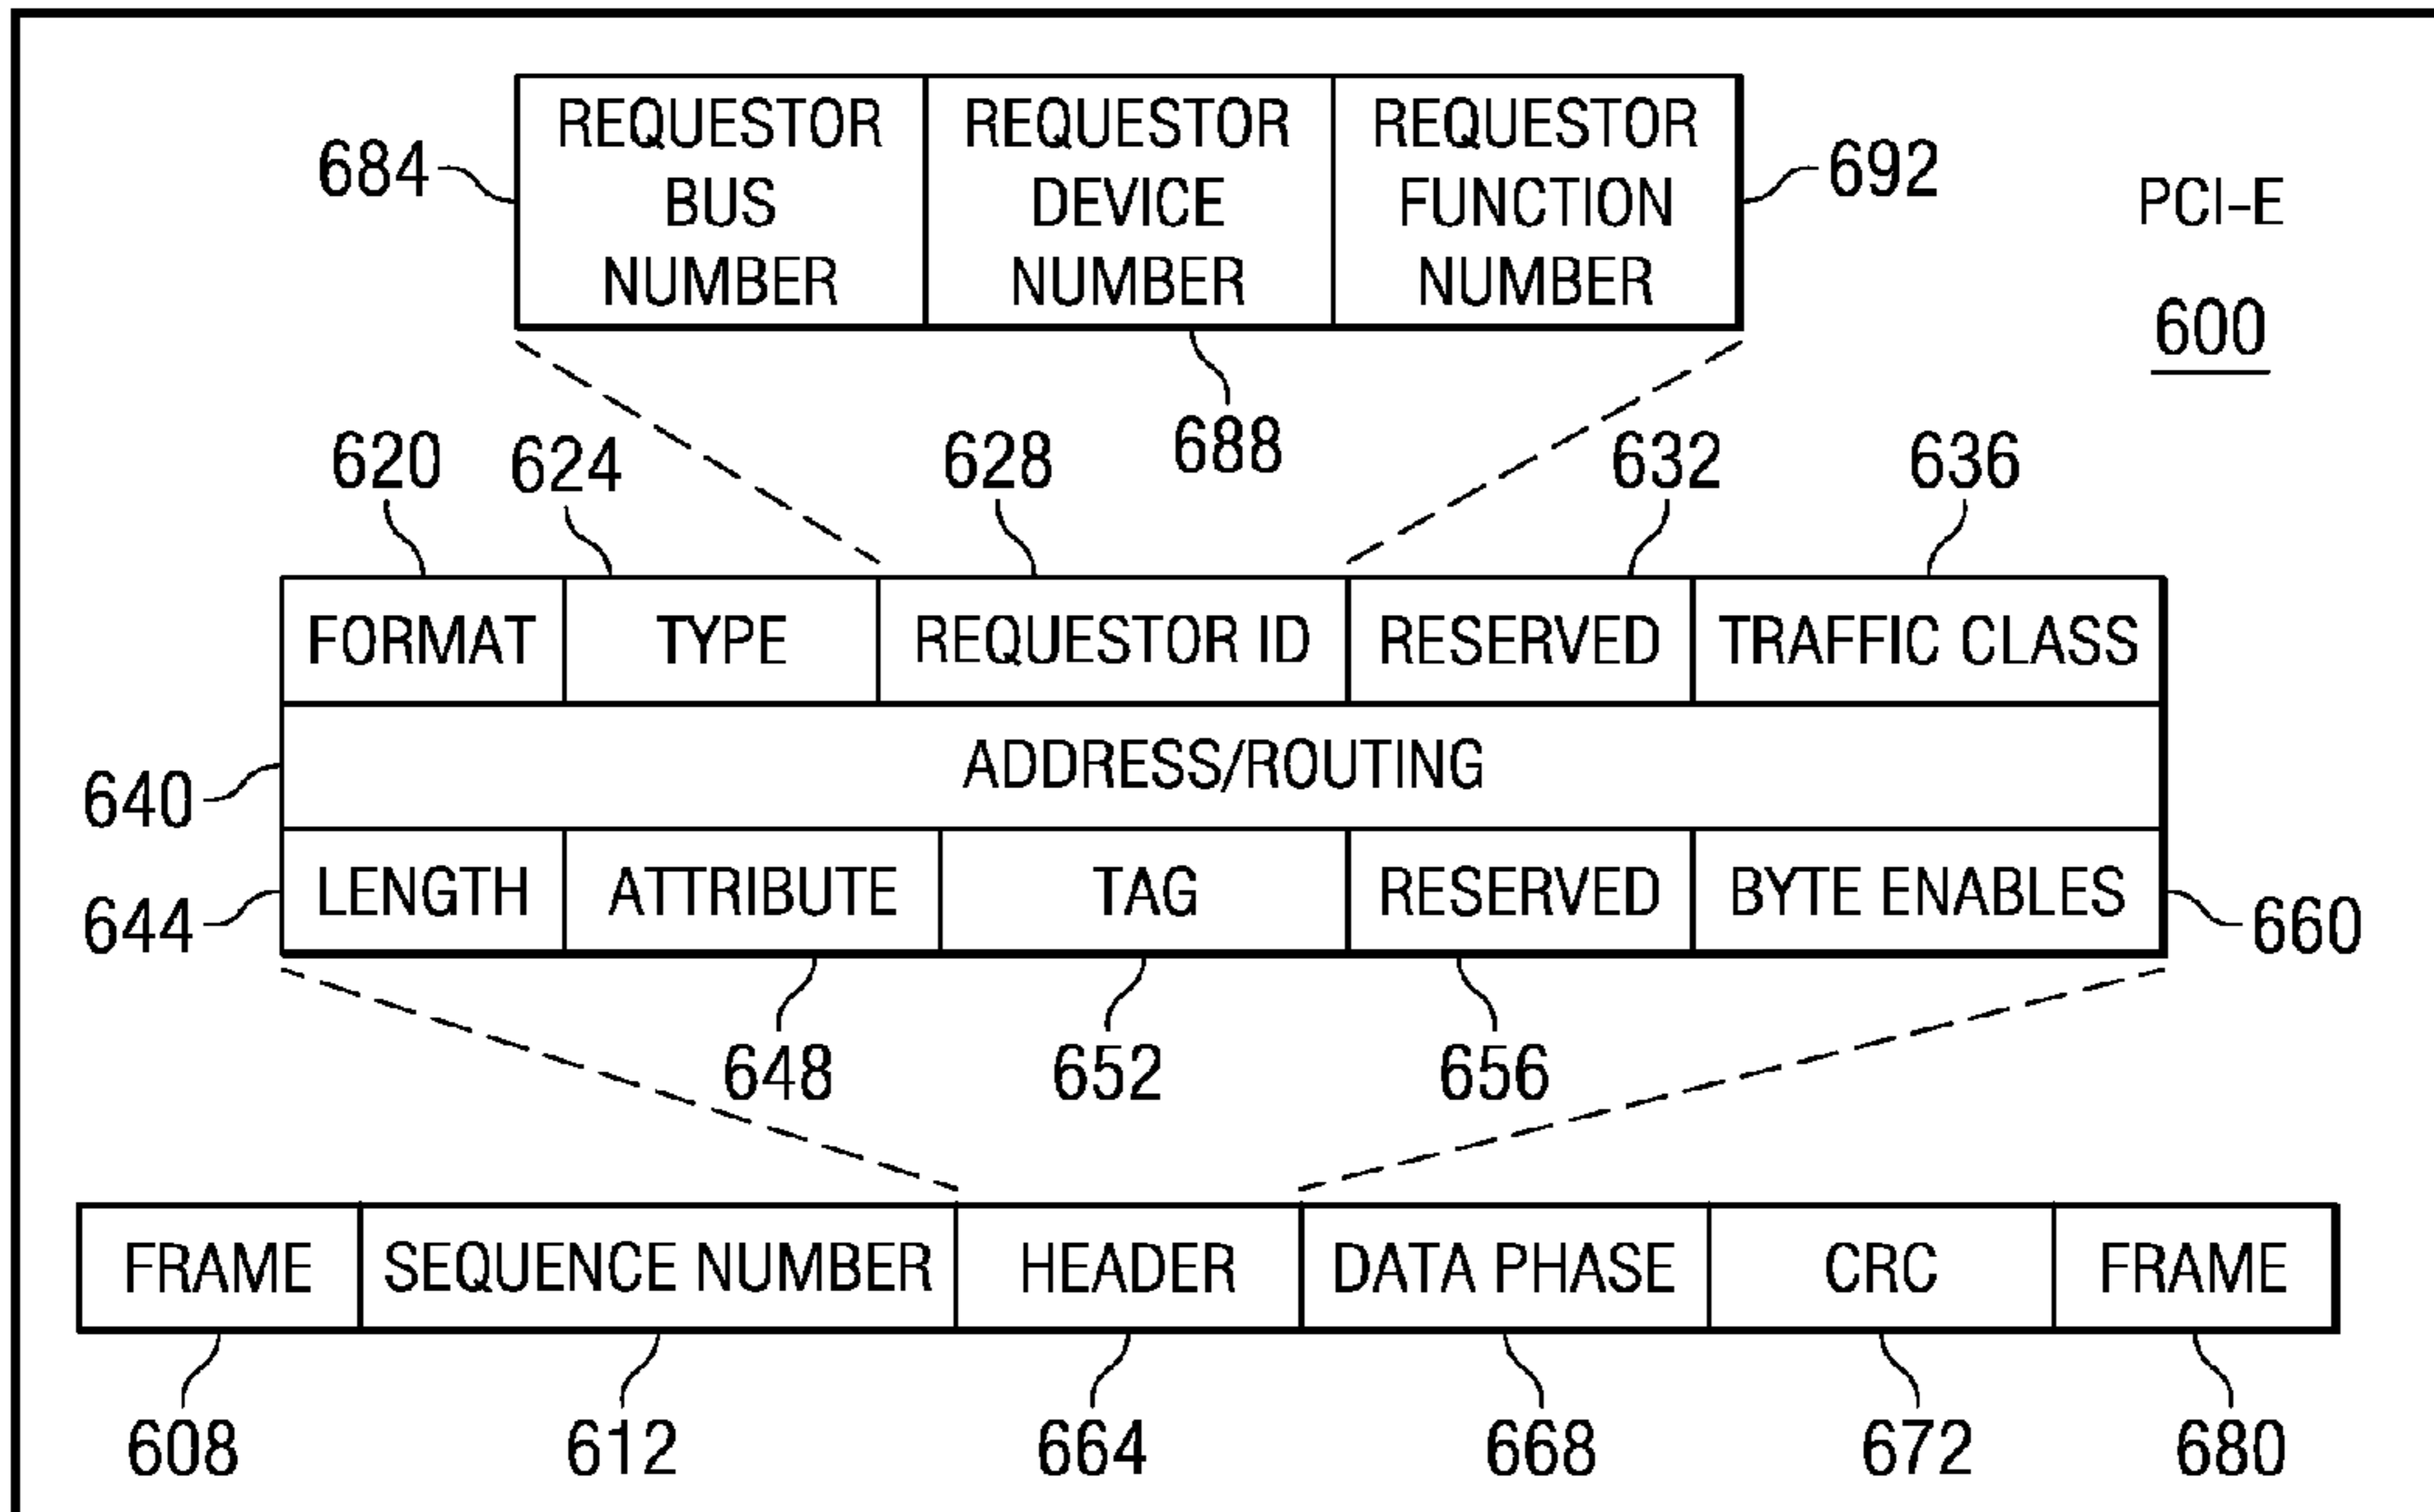 REQUESTOR BUS NUMBER
REQUESTOR DEVICE NUMBER
REQUESTOR FUNCTION NUMBER
684
692
688
PCI-E
600
620 624 628 632 636
FORMAT TYPE REQUESTOR ID RESERVED TRAFFIC CLASS
640
ADDRESS/ROUTING
644
LENGTH ATTRIBUTE TAG RESERVED BYTE ENABLES
660
648 652 656
FRAME SEQUENCE NUMBER HEADER DATA PHASE CRC FRAME
608 612 664 668 672 680